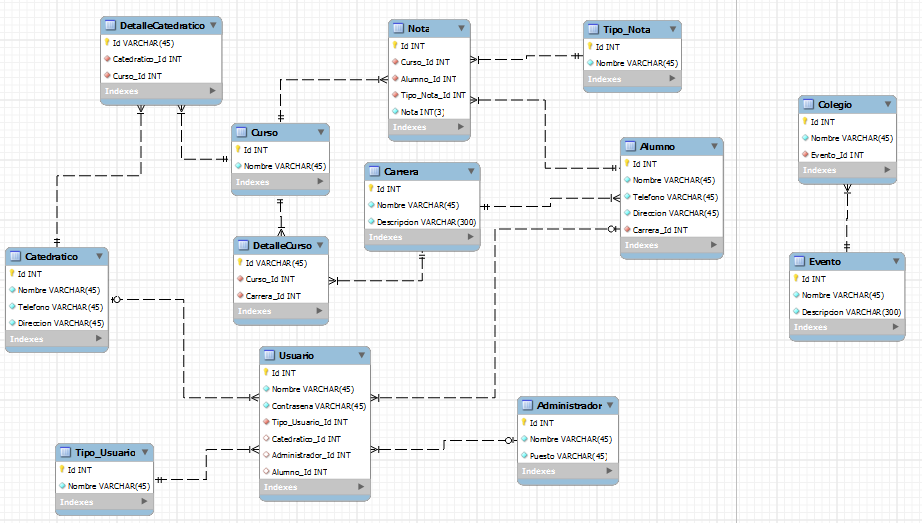 DetalleCatedratico
Id VARCHAR(45)
Catedratico_Id INT
Curso_Id INT
Indexes
Nota
Id INT
Curso_Id INT
Alumno_Id INT
Tipo_Nota_Id INT
Nota INT(3)
Indexes
Tipo_Nota
Id INT
Nombre VARCHAR(45)
Indexes
Colegio
Id INT
Nombre VARCHAR(45)
Evento_Id INT
Indexes
Curso
Id INT
Nombre VARCHAR(45)
Indexes
Carrera
Id INT
Nombre VARCHAR(45)
Descripcion VARCHAR(300)
Indexes
Alumno
Id INT
Nombre VARCHAR(45)
Telefono VARCHAR(45)
Direccion VARCHAR(45)
Carrera_Id INT
Indexes
Catedratico
Id INT
Nombre VARCHAR(45)
Telefono VARCHAR(45)
Direccion VARCHAR(45)
Indexes
DetalleCurso
Id VARCHAR(45)
Curso_Id INT
Carrera_Id INT
Indexes
Evento
Id INT
Nombre VARCHAR(45)
Descripcion VARCHAR(300)
Indexes
Usuario
Id INT
Nombre VARCHAR(45)
Contrasena VARCHAR(45)
Tipo_Usuario_Id INT
Catedratico_Id INT
Administrador_Id INT
Alumno_Id INT
Indexes
Administrador
Id INT
Nombre VARCHAR(45)
Puesto VARCHAR(45)
Indexes
Tipo_Usuario
Id INT
Nombre VARCHAR(45)
Indexes